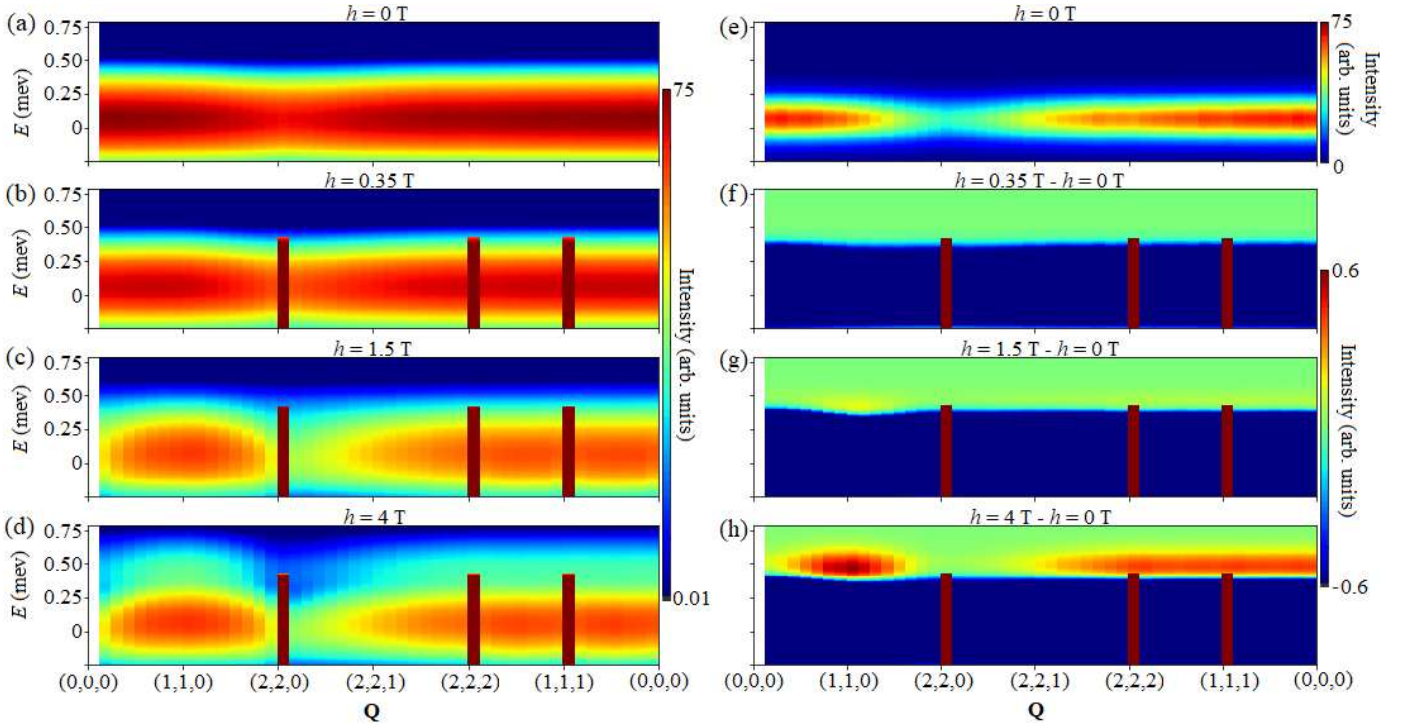 (a)
h = 0 T
0.75
0.50
0.25
0
E (mev)
(b)
h = 0.35 T
0.75
0.50
0.25
0
E (mev)
(c)
h = 1.5 T
0.75
0.50
0.25
0
E (mev)
(d)
h = 4 T
0.75
0.50
0.25
0
E (mev)
(0,0,0) (1,1,0) (2,2,0) (2,2,1) (2,2,2) (1,1,1) (0,0,0)
Q
75
Intensity (arb. units)
0.01
(e)
h = 0 T
75
Intensity
(arb. units)
0
(f)
h = 0.35 T - h = 0 T
(g)
h = 1.5 T - h = 0 T
(h)
h = 4 T - h = 0 T
0.6
Intensity (arb. units)
-0.6
(0,0,0) (1,1,0) (2,2,0) (2,2,1) (2,2,2) (1,1,1) (0,0,0)
Q